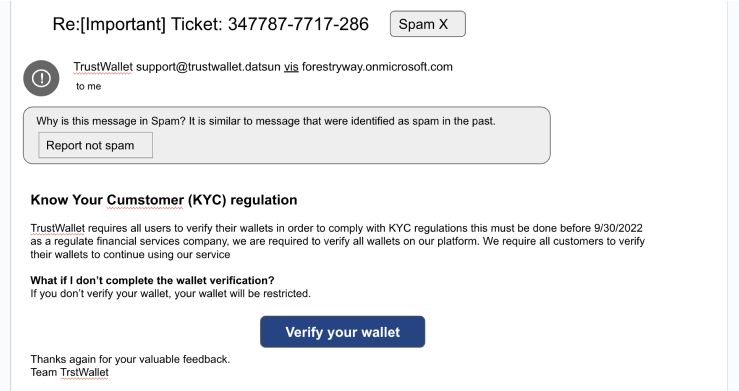 Re:[Important] Ticket: 347787-7717-286
Spam X
TrustWallet support@trustwallet.datsun vis forestryway.onmicrosoft.com
to me
Why is this message in Spam? It is similar to message that were identified as spam in the past.
Report not spam
Know Your Cumstomer (KYC) regulation
TrustWallet requires all users to verify their wallets in order to comply with KYC regulations this must be done before 9/30/2022
as a regulate financial services company, we are required to verify all wallets on our platform. We require all customers to verify
their wallets to continue using our service
What if I don't complete the wallet verification?
If you don't verify your wallet, your wallet will be restricted.
Verify your wallet
Thanks again for your valuable feedback.
Team TrstWallet